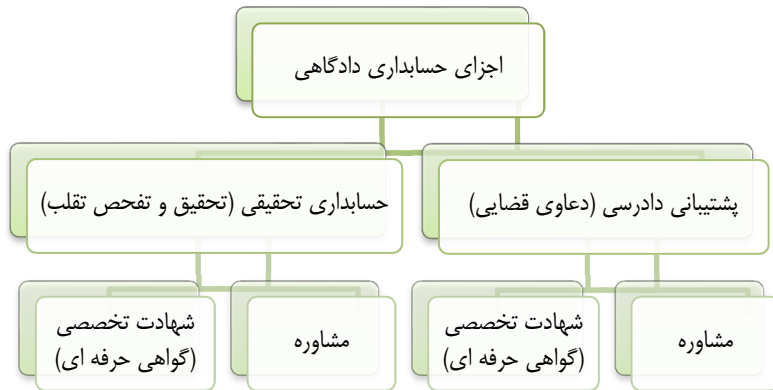 اجزای حسابداری دادگاهی
پشتیبانی دادرسی (دعاوی قضایی)
حسابداری تحقیقی (تحقیق و تفحص تقلب)
مشاوره
شهادت تخصصی
(گواهی حرفه ای)
مشاوره
شهادت تخصصی
(گواهی حرفه ای)